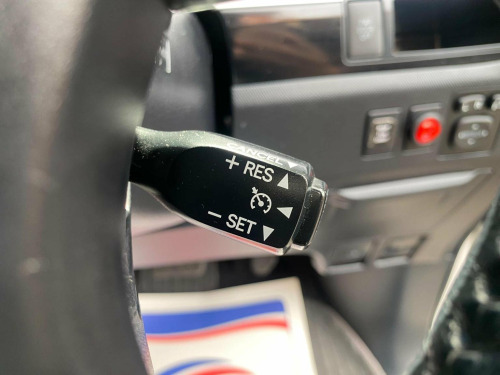 CANCEL ▼
+ RES ▲
− SET ▼